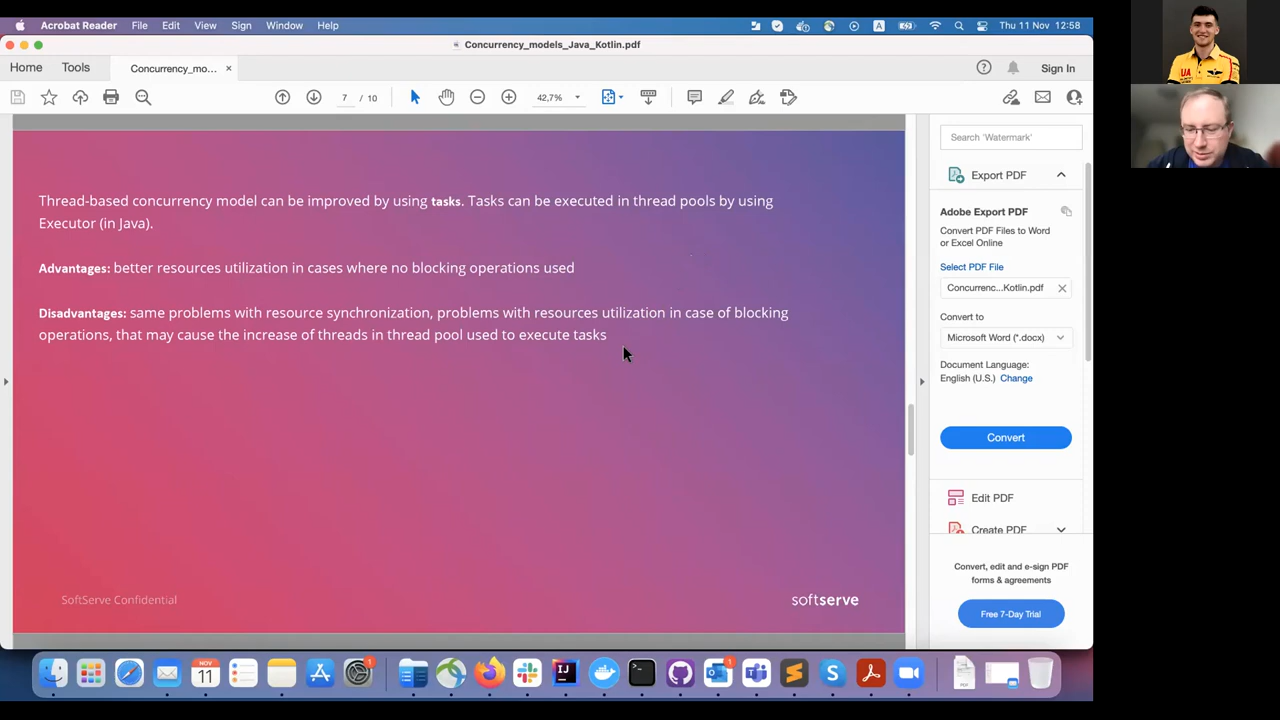 Acrobat Reader File Edit View Sign Window Help
A Thu 11 Nov 12:58
Concurrency_models_Java_Kotlin.pdf
Home Tools Concurrency_mo... × Sign In
7 / 10 42,7%
Thread-based concurrency model can be improved by using tasks. Tasks can be executed in thread pools by using
Executor (in Java).
Advantages: better resources utilization in cases where no blocking operations used
Disadvantages: same problems with resource synchronization, problems with resources utilization in case of blocking
operations, that may cause the increase of threads in thread pool used to execute tasks
SoftServe Confidential
softserve
Search 'Watermark'
Export PDF
Adobe Export PDF
Convert PDF Files to Word
or Excel Online
Select PDF File
Concurrenc...Kotlin.pdf
Convert to
Microsoft Word (*.docx)
Document Language:
English (U.S.) Change
Convert
Edit PDF
Create PDF
Convert, edit and e-sign PDF
forms & agreements
Free 7-Day Trial
NOV
11
1
1
UA